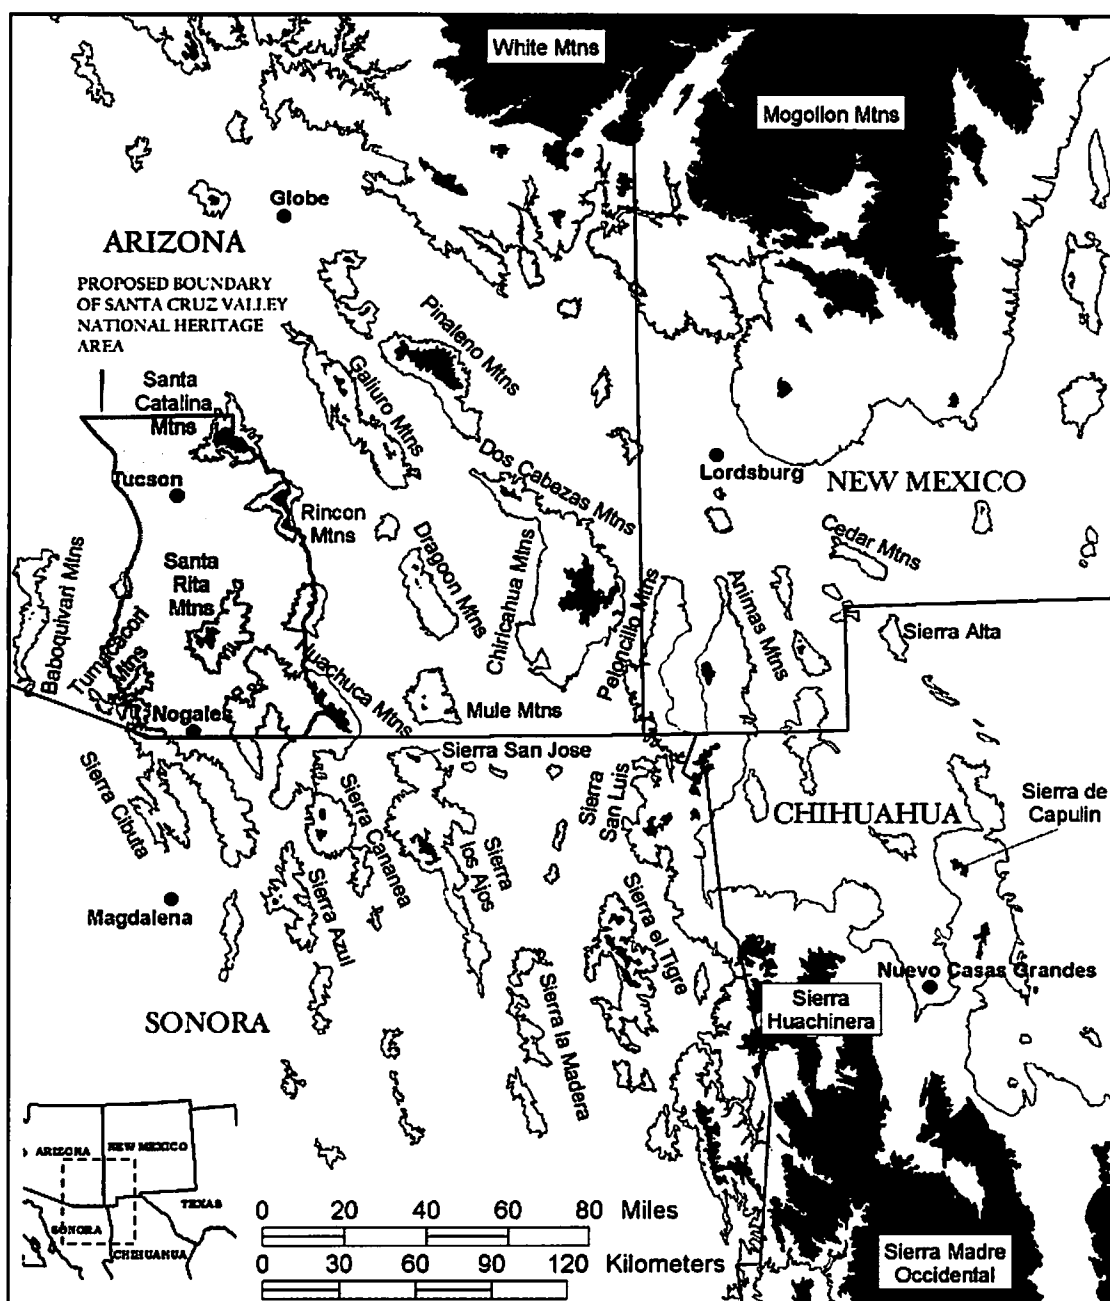 White Mtns
Mogollon Mtns
Globe
ARIZONA
PROPOSED BOUNDARY
OF SANTA CRUZ VALLEY
NATIONAL HERITAGE
AREA
Pinaleno Mtns
Galiuro Mtns
Santa
Catalina
Mtns
Dos Cabezas Mtns
Lordsburg
NEW MEXICO
Tucson
Rincon
Mtns
Dragoon Mtns
Chiricahua Mtns
Cedar Mtns
Santa
Rita
Mtns
Baboquivari Mtns
Tumacacori
Mtns
Peloncillo Mtns
Animas Mtns
Sierra Alta
Huachuca Mtns
Mule Mtns
Nogales
Sierra San Jose
Sierra Cibuta
Sierra
Cananea
Sierra
San Luis
CHIHUAHUA
Sierra de
Capulin
Sierra
los Ajos
Sierra Azul
Magdalena
Sierra el Tigre
Nuevo Casas Grandes
Sierra
Huachinera
SONORA
Sierra la Madera
ARIZONA
NEW MEXICO
TEXAS
SONORA
CHIHUAHUA
0 20 40 60 80 Miles
0 30 60 90 120 Kilometers
Sierra Madre
Occidental